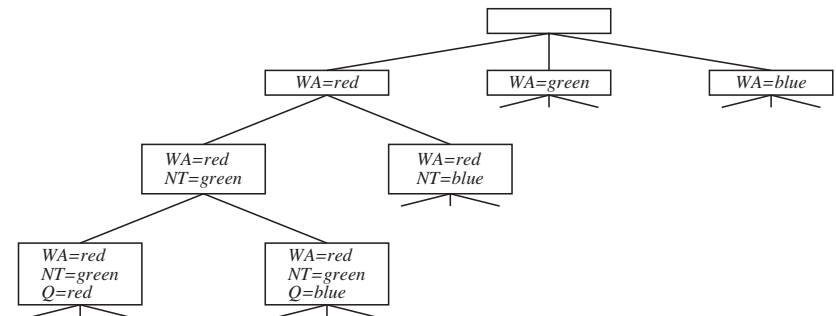 WA=red
WA=green
WA=blue
WA=red
NT=green
WA=red
NT=blue
WA=red
NT=green
Q=red
WA=red
NT=green
Q=blue